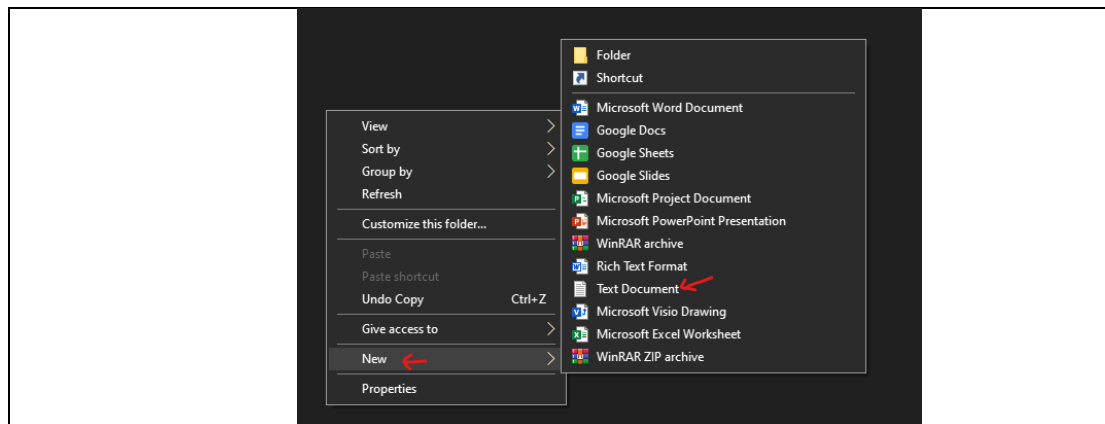 View
Sort by
Group by
Refresh
Customize this folder...
Paste
Paste shortcut
Undo Copy Ctrl+Z
Give access to
New
Properties
Folder
Shortcut
Microsoft Word Document
Google Docs
Google Sheets
Google Slides
Microsoft Project Document
Microsoft PowerPoint Presentation
WinRAR archive
Rich Text Format
Text Document
Microsoft Visio Drawing
Microsoft Excel Worksheet
WinRAR ZIP archive